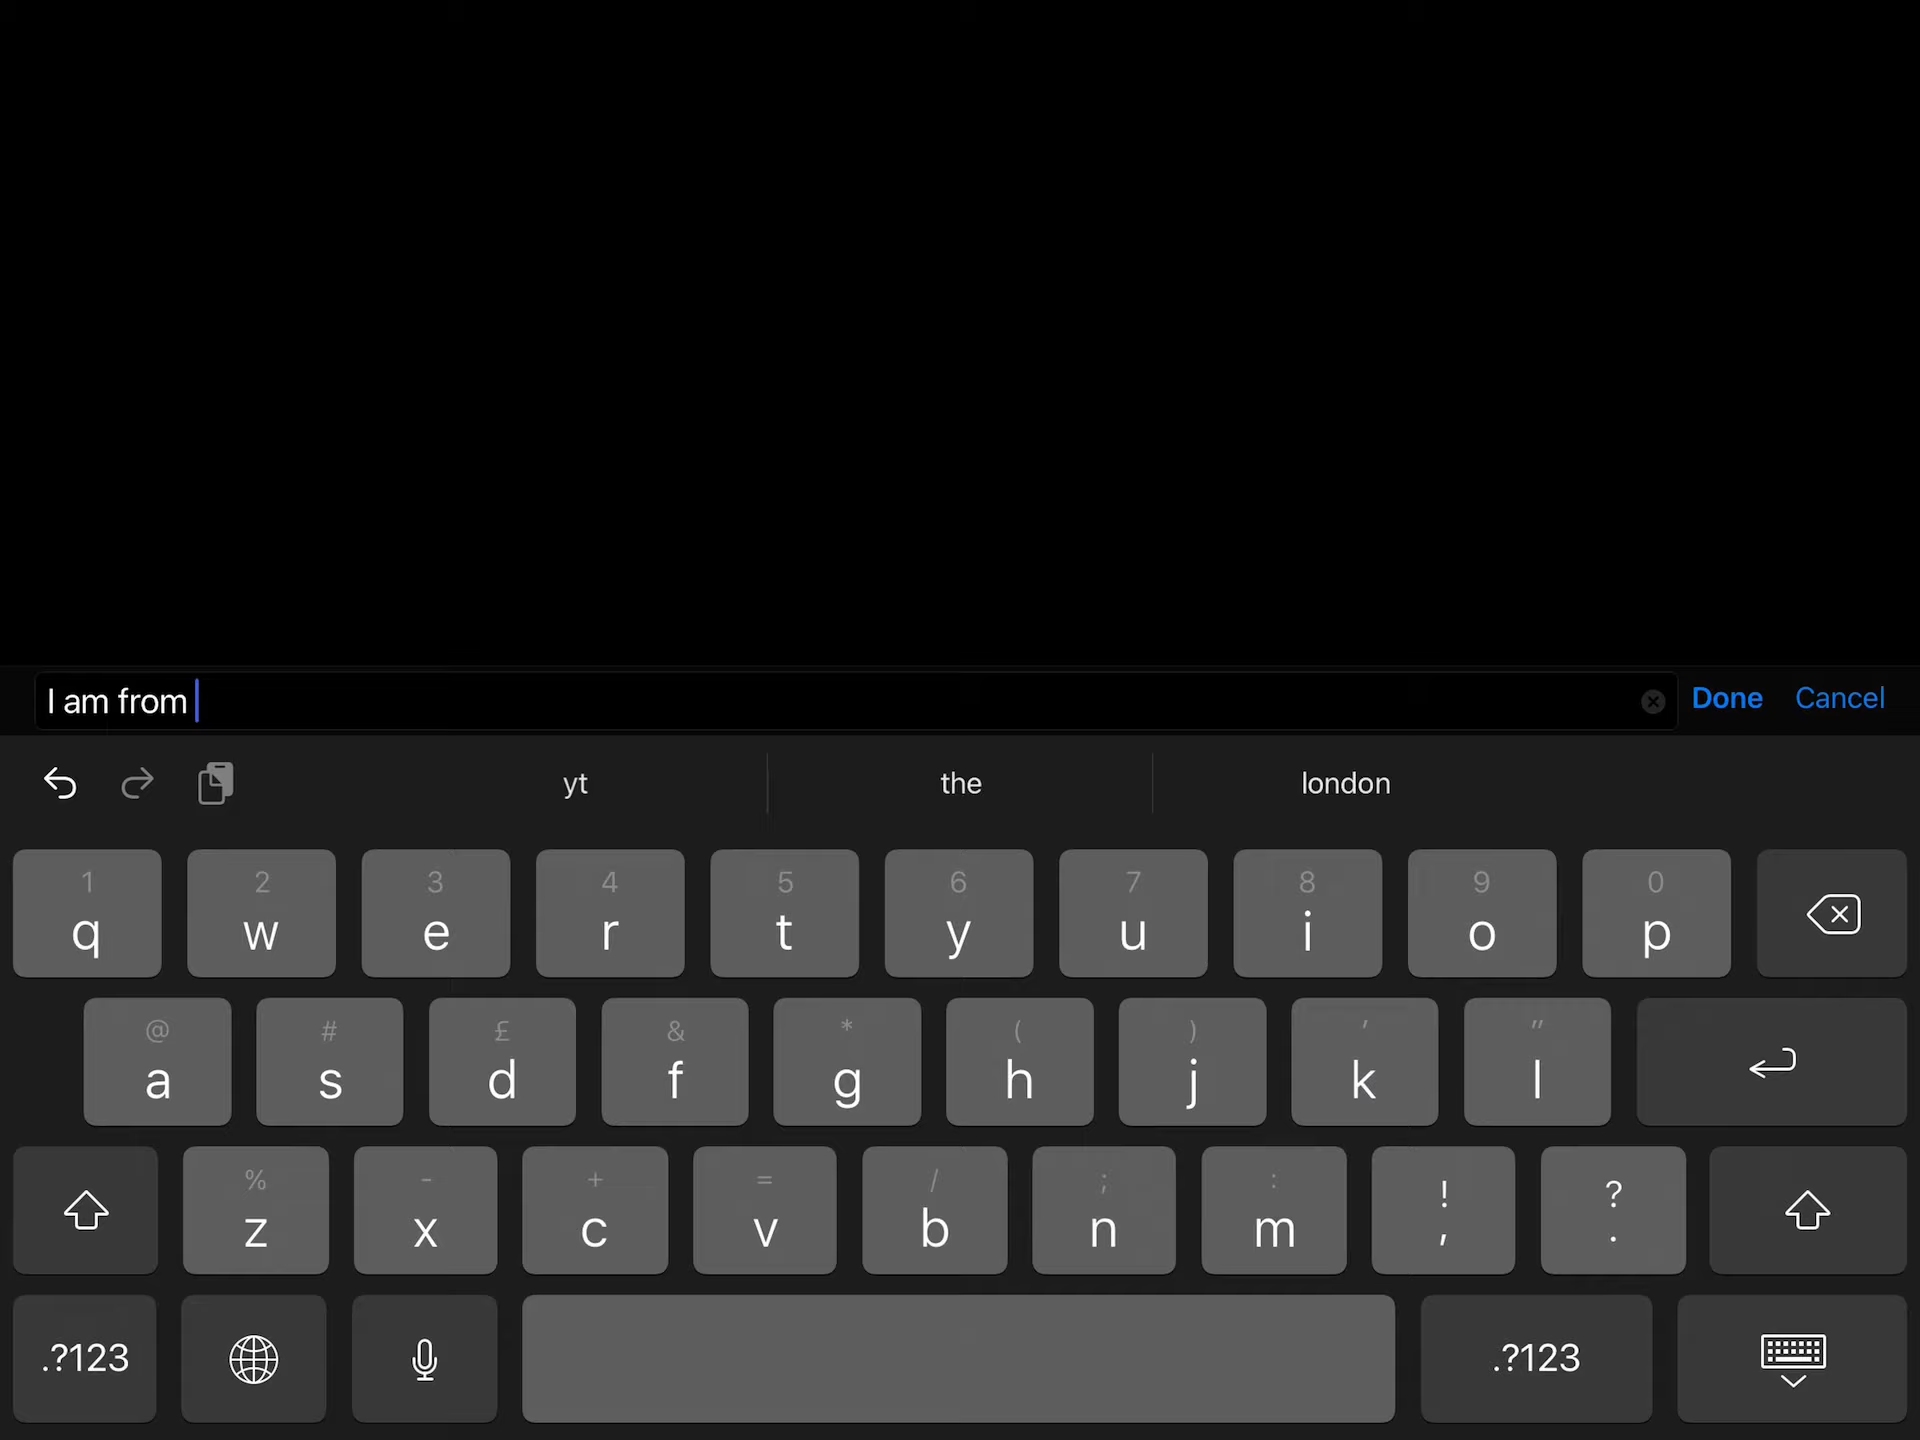 I am from
Done Cancel
yt the london
1 2 3 4 5 6 7 8 9 0
q w e r t y u i o p
@ # £ & * ( ) ' "
a s d f g h j k l
% - + = / ; : ! ?
z x c v b n m , .
.?123 .?123